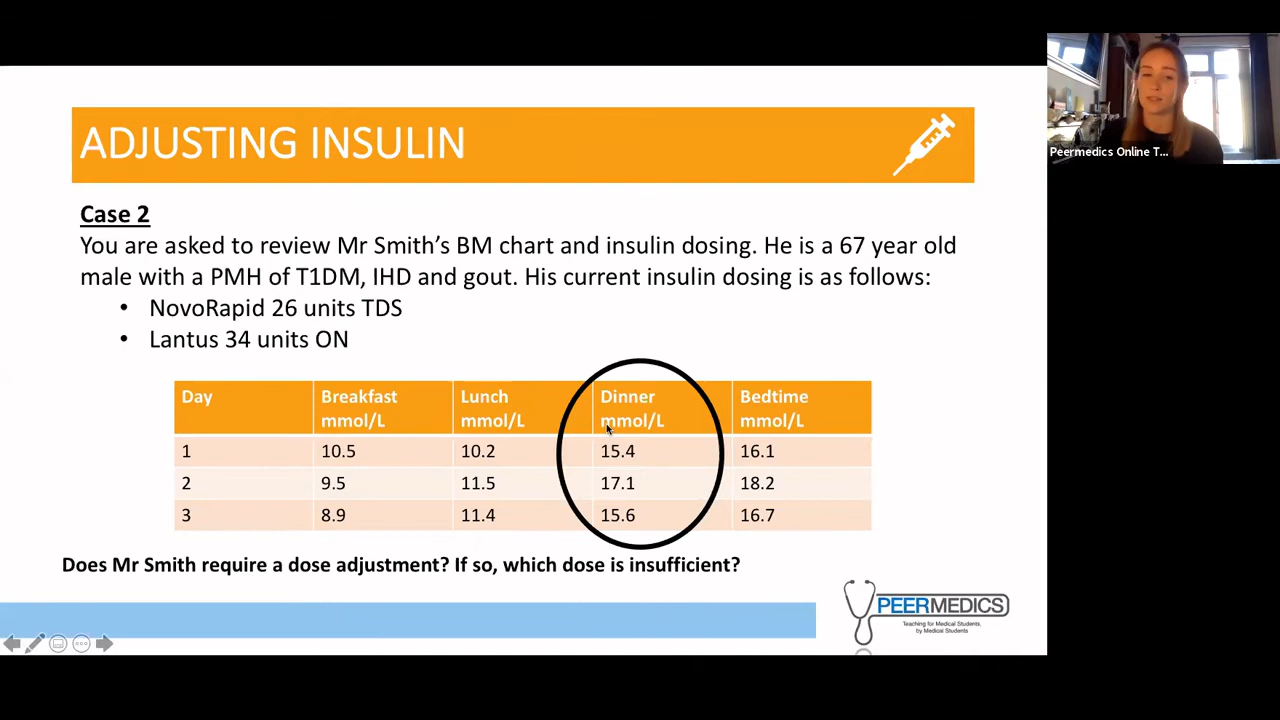 ADJUSTING INSULIN
Peermedics Online T...
Case 2
You are asked to review Mr Smith's BM chart and insulin dosing. He is a 67 year old
male with a PMH of T1DM, IHD and gout. His current insulin dosing is as follows:
• NovoRapid 26 units TDS
• Lantus 34 units ON
Day Breakfast mmol/L Lunch mmol/L Dinner mmol/L Bedtime mmol/L
1 10.5 10.2 15.4 16.1
2 9.5 11.5 17.1 18.2
3 8.9 11.4 15.6 16.7
Does Mr Smith require a dose adjustment? If so, which dose is insufficient?
PEERMEDICS
Teaching for Medical Students,
by Medical Students